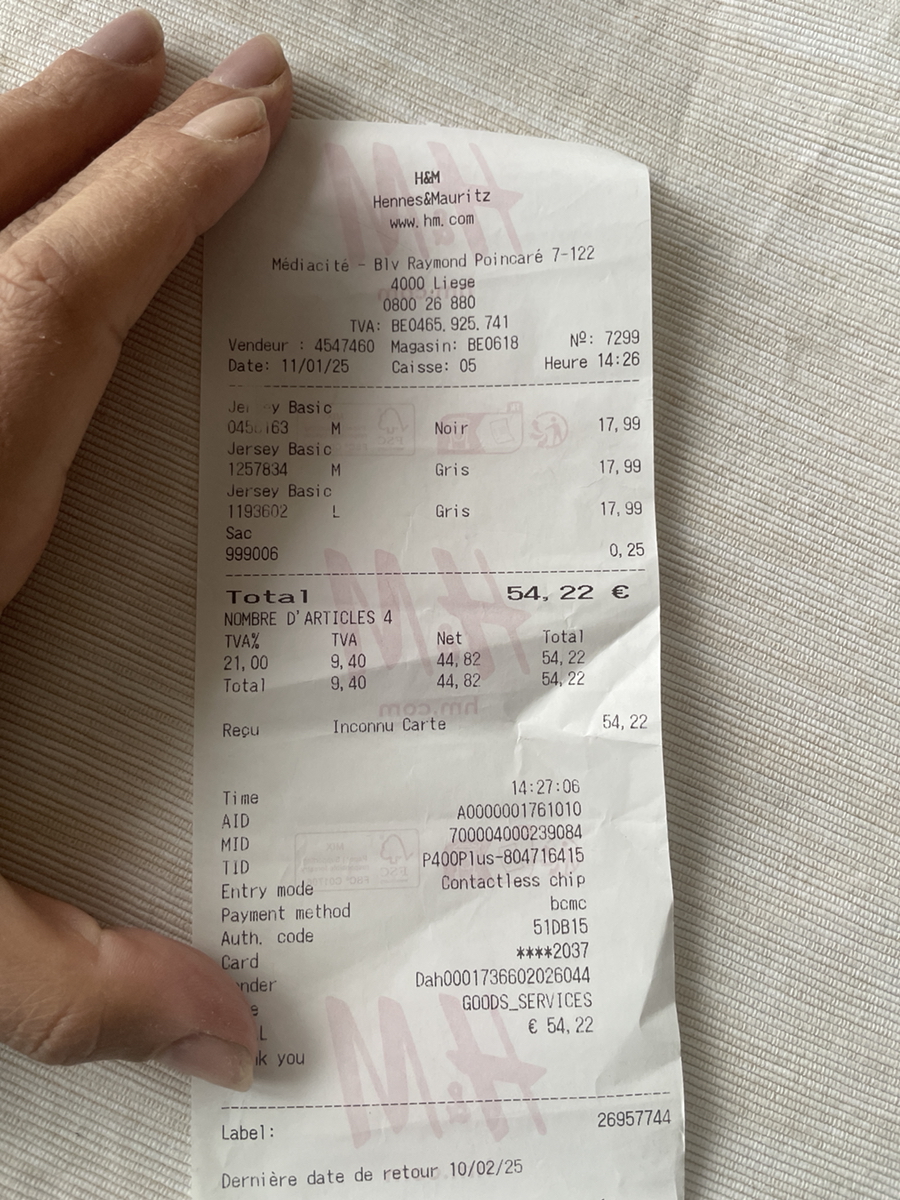 H&M
Hennes&Mauritz
www.hm.com
Médiacité - Blv Raymond Poincaré 7-122
4000 Liege
0800 26 880
TVA: BE0465.925.741
Vendeur : 4547460 Magasin: BE0618 Nº: 7299
Date: 11/01/25 Caisse: 05 Heure 14:26
Basic
M Noir 17,99
Jersey Basic
1257834 M Gris 17,99
Jersey Basic
1193602 L Gris 17,99
Sac
999006 0,25
Total 54,22 €
NOMBRE D'ARTICLES 4
TVA% TVA Net Total
21,00 9,40 44,82 54,22
Total 9,40 44,82 54,22
Reçu Inconnu Carte 54,22
Time 14:27:06
AID A0000001761010
MID 700004000239084
TID P400Plus-804716415
Entry mode Contactless chip
Payment method bcmc
Auth. code 51DB15
Card ****2037
Dah0001736602026044
GOODS_SERVICES
€ 54,22
you
Label: 26957744
Dernière date de retour 10/02/25